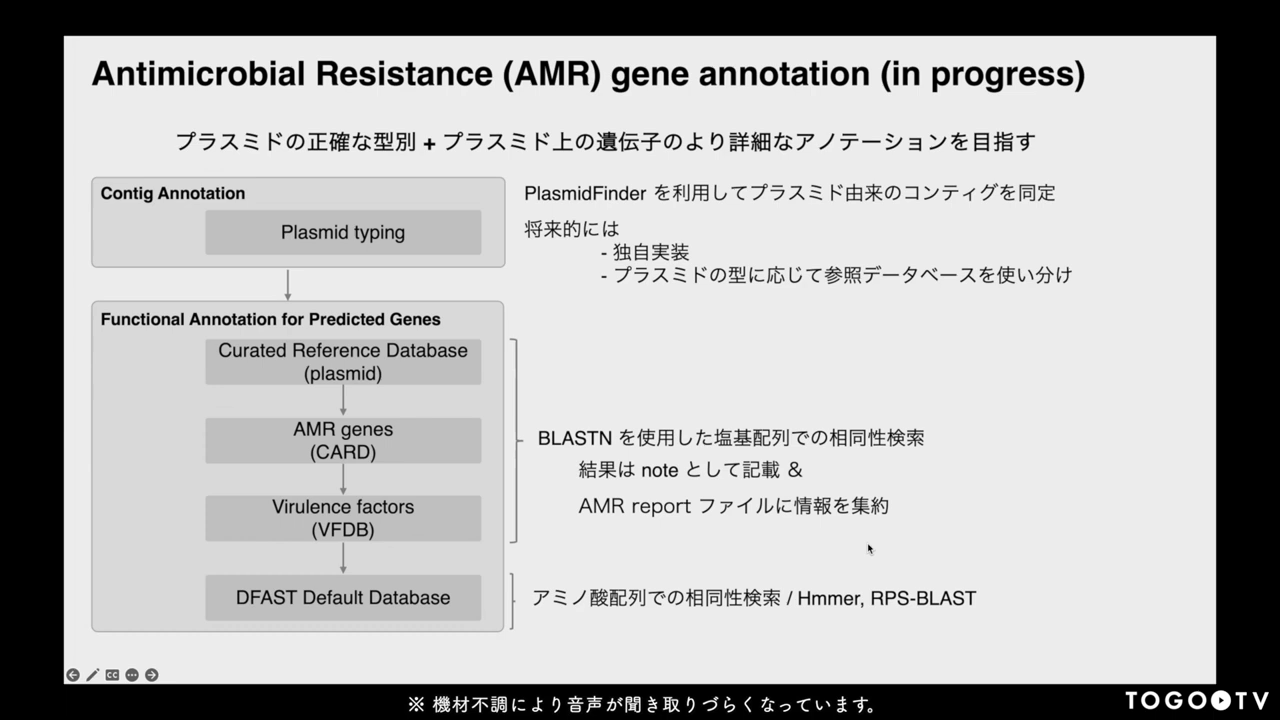 Antimicrobial Resistance (AMR) gene annotation (in progress)
プラスミドの正確な型別 + プラスミド上の遺伝子のより詳細なアノテーションを目指す
Contig Annotation
Plasmid typing
PlasmidFinder を利用してプラスミド由来のコンティグを同定
将来的には
- 独自実装
- プラスミドの型に応じて参照データベースを使い分け
Functional Annotation for Predicted Genes
Curated Reference Database
(plasmid)
AMR genes
(CARD)
Virulence factors
(VFDB)
BLASTN を使用した塩基配列での相同性検索
結果は note として記載 &
AMR report ファイルに情報を集約
DFAST Default Database
アミノ酸配列での相同性検索 / Hmmer, RPS-BLAST
CC
※ 機材不調により音声が聞き取りづらくなっています。
TOGO TV